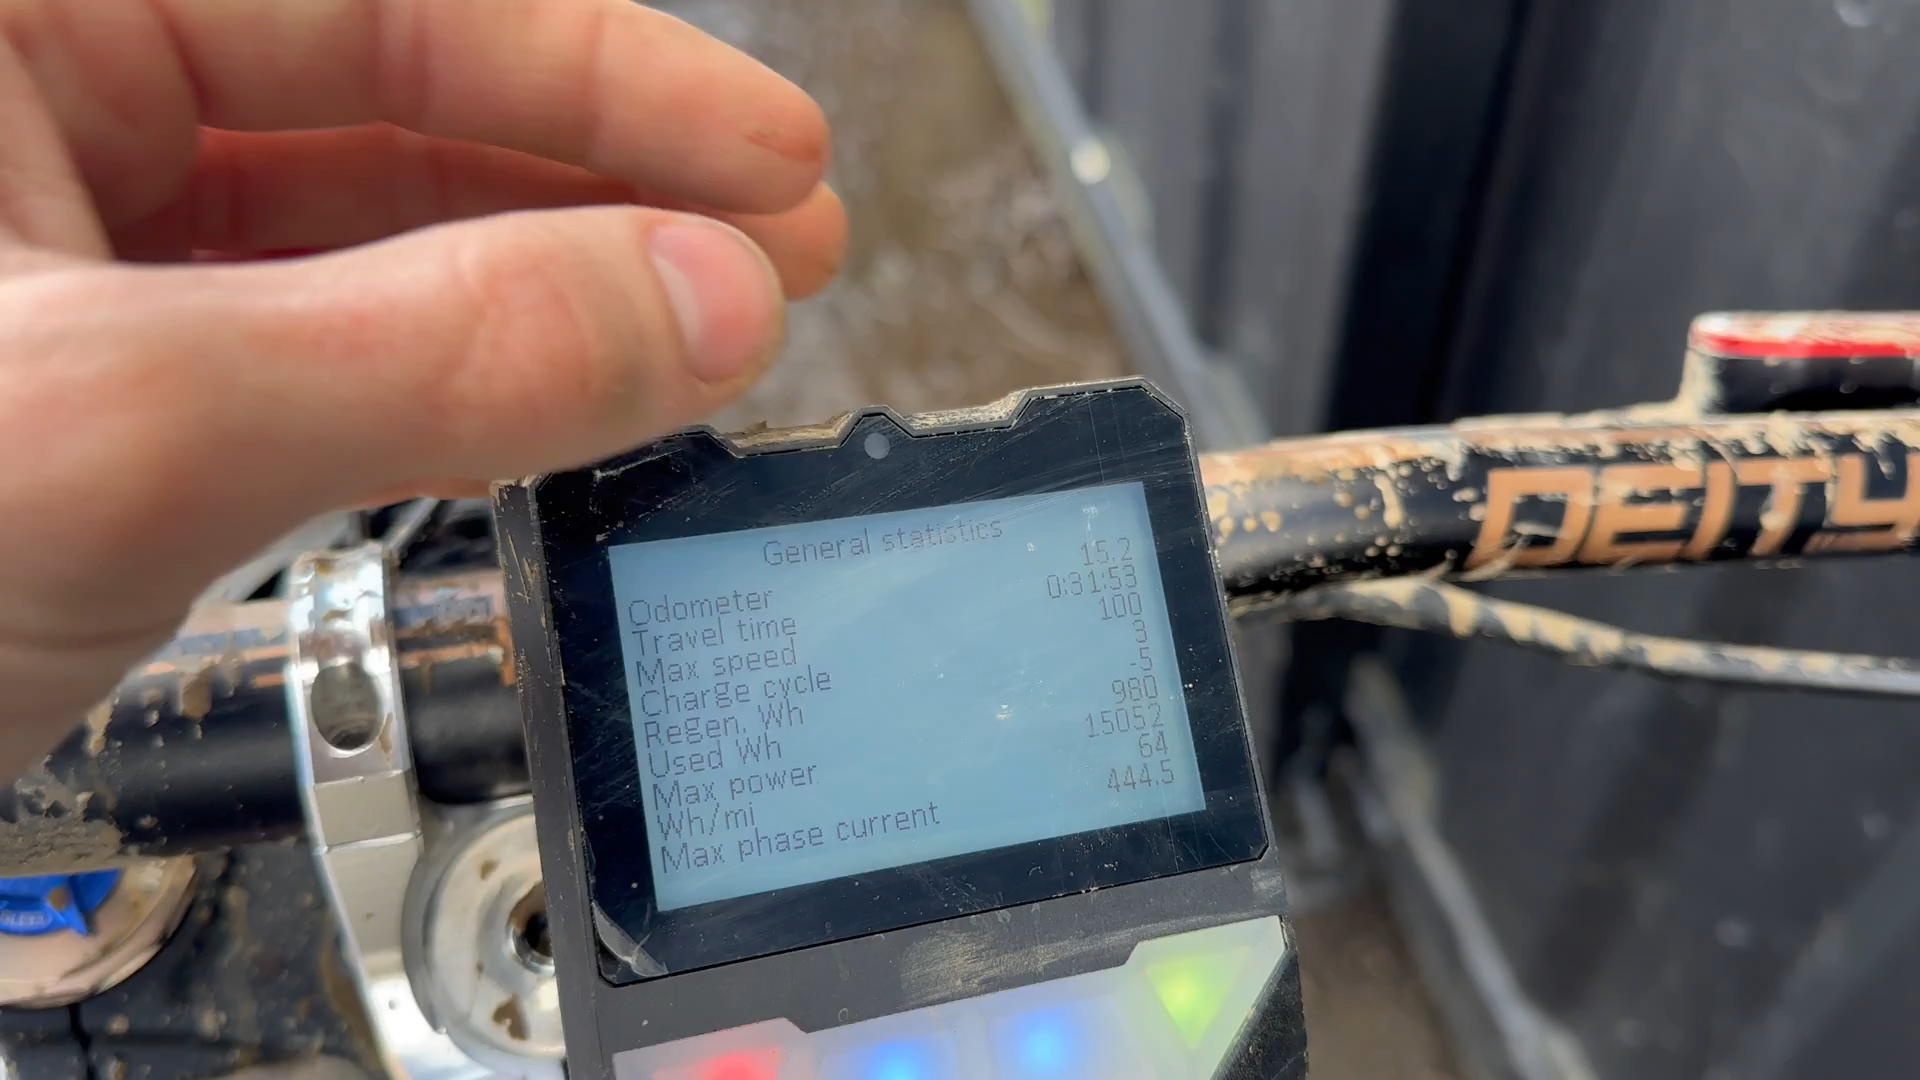 General statistics
Odometer 15.2
Travel time 0:31:53
Max speed 100
Charge cycle 3
Regen. Wh -5
Used Wh 980
Max power 15052
Wh/mi 64
Max phase current 444.5
DEITY